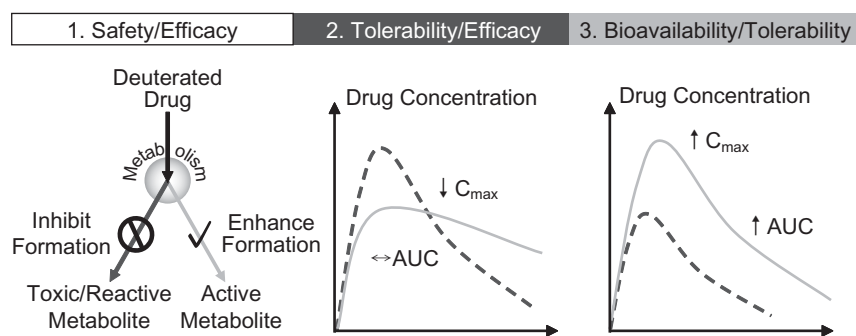 1. Safety/Efficacy
2. Tolerability/Efficacy
3. Bioavailability/Tolerability
Deuterated
Drug
Metabolism
Inhibit
Formation
Enhance
Formation
Toxic/Reactive
Metabolite
Active
Metabolite
Drug Concentration
↓ Cmax
↔AUC
Drug Concentration
↑ Cmax
↑ AUC